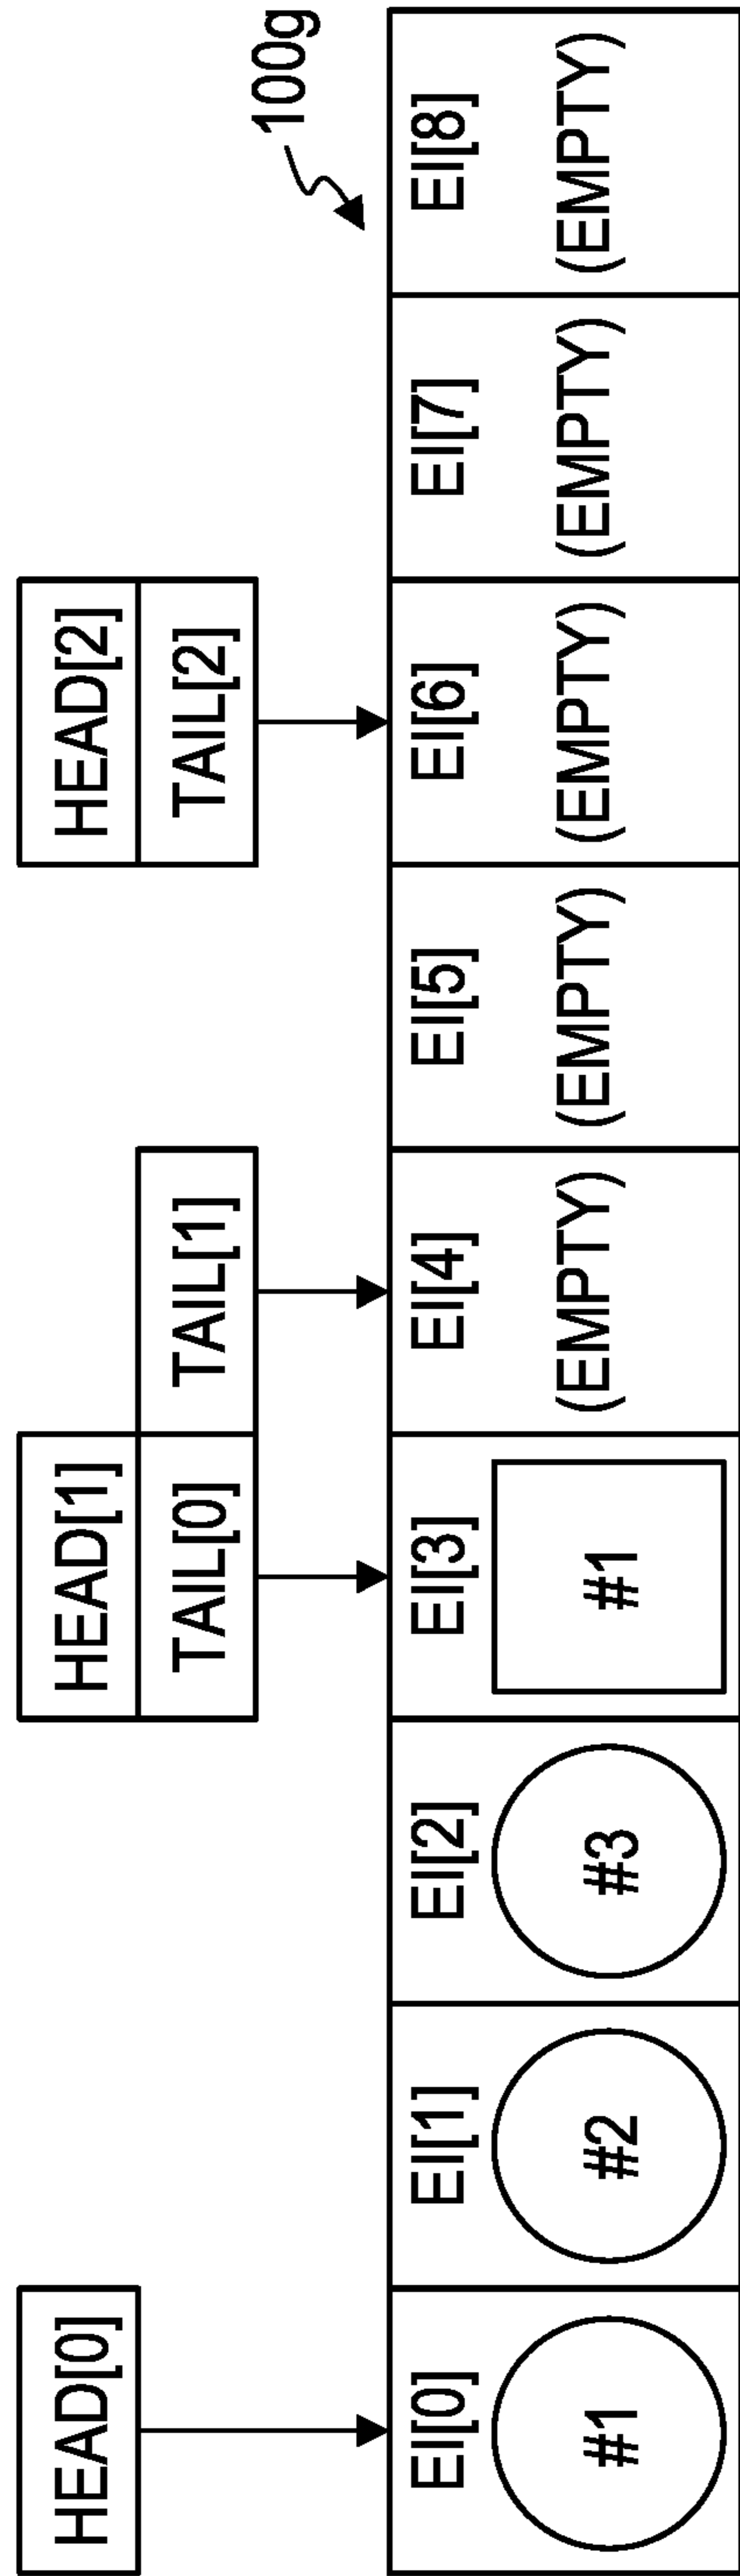 100g
HEAD[0] HEAD[1] HEAD[2]
TAIL[0] TAIL[1] TAIL[2]
EI[0] EI[1] EI[2] EI[3] EI[4] EI[5] EI[6] EI[7] EI[8]
#1 #2 #3 #1 (EMPTY) (EMPTY) (EMPTY) (EMPTY) (EMPTY)